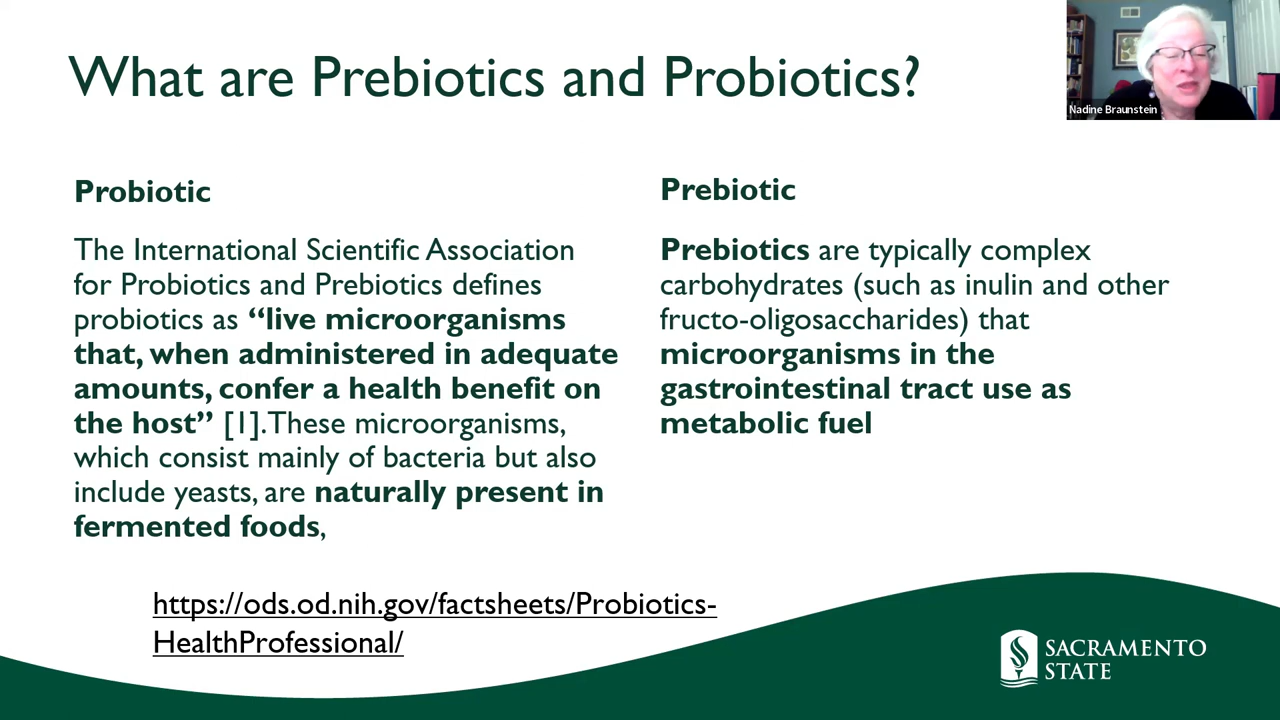 What are Prebiotics and Probiotics?
Nadine Braunstein
Probiotic
The International Scientific Association
for Probiotics and Prebiotics defines
probiotics as “live microorganisms
that, when administered in adequate
amounts, confer a health benefit on
the host” [1]. These microorganisms,
which consist mainly of bacteria but also
include yeasts, are naturally present in
fermented foods,
Prebiotic
Prebiotics are typically complex
carbohydrates (such as inulin and other
fructo-oligosaccharides) that
microorganisms in the
gastrointestinal tract use as
metabolic fuel
https://ods.od.nih.gov/factsheets/Probiotics-
HealthProfessional/
SACRAMENTO
STATE